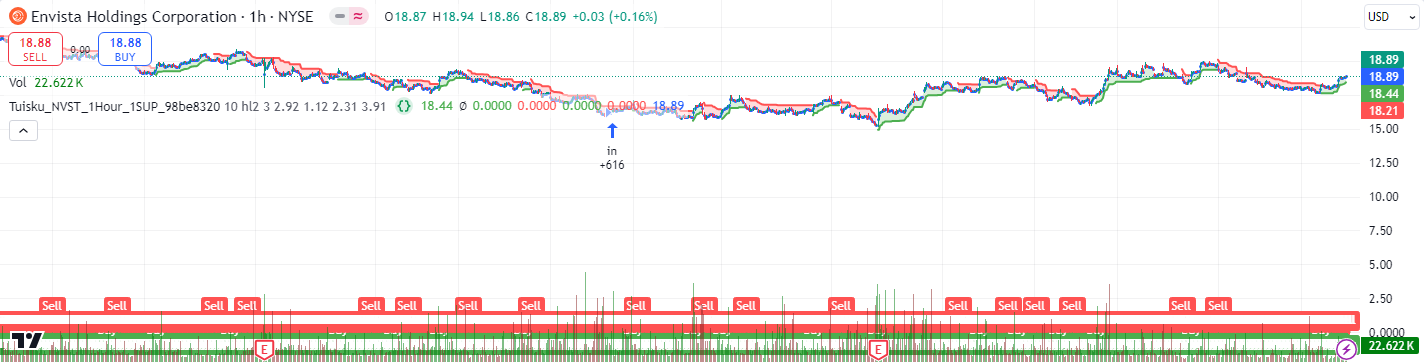 Envista Holdings Corporation · 1h · NYSE O18.87 H18.94 L18.86 C18.89 +0.03 (+0.16%)
USD
18.88 SELL
0.00
18.88 BUY
Vol 22.622 K
Tuisku_NVST_1Hour_1SUP_98be8320 10 hl2 3 2.92 1.12 2.31 3.91 {} 18.44 Ø 0.0000 0.0000 0.0000 0.0000 18.89
in
+616
18.89
18.89
18.44
18.21
15.00
12.50
10.00
7.50
5.00
2.50
0.0000
22.622 K
Sell Sell Sell Sell Sell Sell Sell Sell Sell Sell Sell Sell Sell Sell Sell Sell Sell Sell
E E